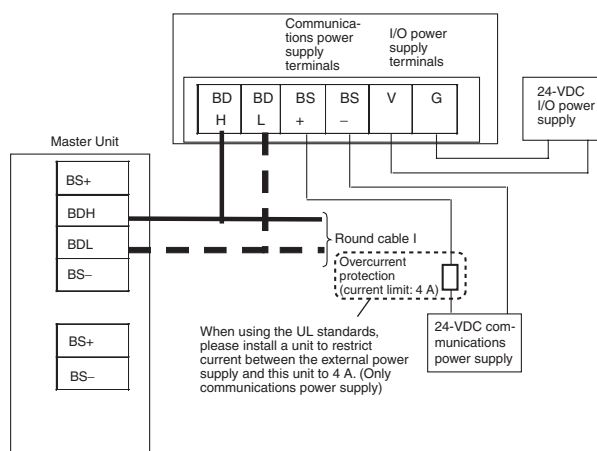 Communica-
tions power
supply
terminals
I/O power
supply
terminals
BD
H
BD
L
BS
+
BS
–
V
G
24-VDC
I/O power
supply
Master Unit
BS+
BDH
BDL
BS–
BS+
BS–
Round cable I
Overcurrent
protection
(current limit: 4 A)
When using the UL standards,
please install a unit to restrict
current between the external power
supply and this unit to 4 A. (Only
communications power supply)
24-VDC com-
munications
power supply